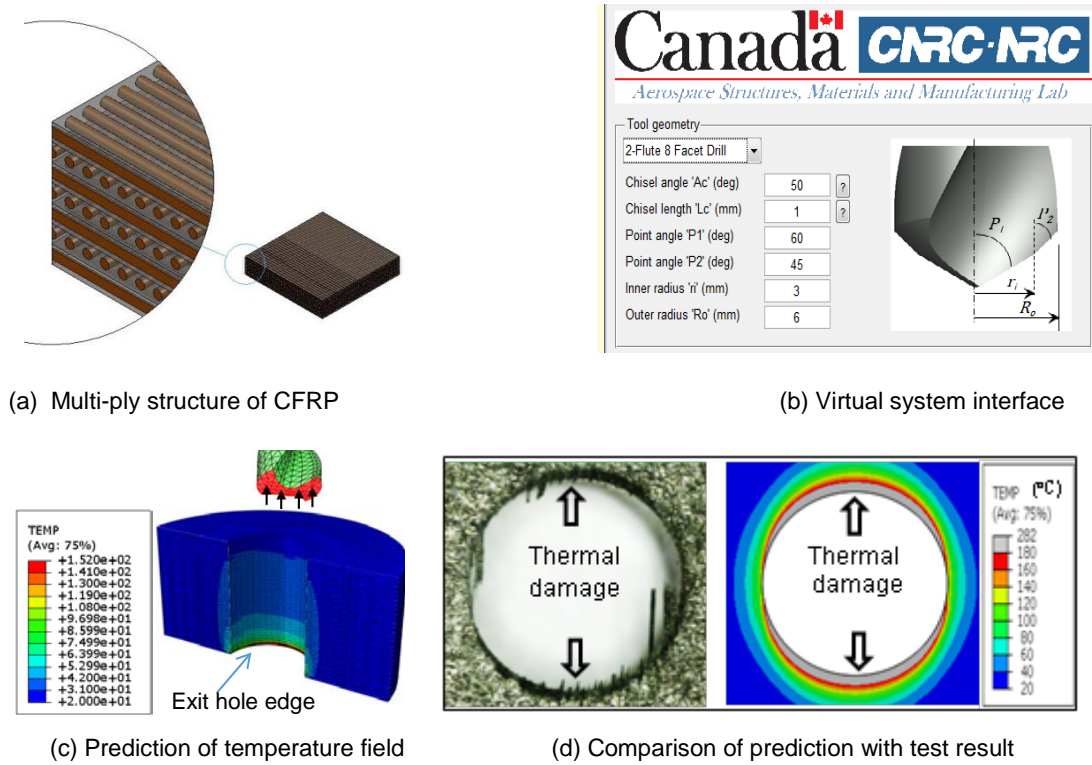 Canada CNRC·NRC
Aerospace Structures, Materials and Manufacturing Lab
Tool geometry
2-Flute 8 Facet Drill
Chisel angle 'Ac' (deg) 50 ?
Chisel length 'Lc' (mm) 1 ?
Point angle 'P1' (deg) 60
Point angle 'P2' (deg) 45
Inner radius 'ri' (mm) 3
Outer radius 'Ro' (mm) 6
P1
P2
ri
Ro
(a) Multi-ply structure of CFRP
(b) Virtual system interface
TEMP
(Avg: 75%)
+1.520e+02
+1.410e+02
+1.300e+02
+1.190e+02
+1.080e+02
+9.698e+01
+8.599e+01
+7.499e+01
+6.399e+01
+5.299e+01
+4.200e+01
+3.100e+01
+2.000e+01
Exit hole edge
Thermal
damage
Thermal
damage
TEMP (°C)
(Avg: 75%)
282
180
160
140
120
100
80
60
40
20
(c) Prediction of temperature field
(d) Comparison of prediction with test result